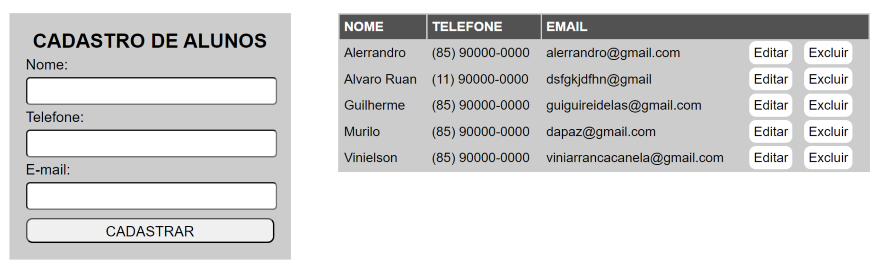 CADASTRO DE ALUNOS
Nome:
Telefone:
E-mail:
CADASTRAR
NOME TELEFONE EMAIL
Alerrandro (85) 90000-0000 alerrandro@gmail.com Editar Excluir
Alvaro Ruan (11) 90000-0000 dsfgkjdfhn@gmail Editar Excluir
Guilherme (85) 90000-0000 guiguireidelas@gmail.com Editar Excluir
Murilo (85) 90000-0000 dapaz@gmail.com Editar Excluir
Vinielson (85) 90000-0000 viniarrancacanela@gmail.com Editar Excluir